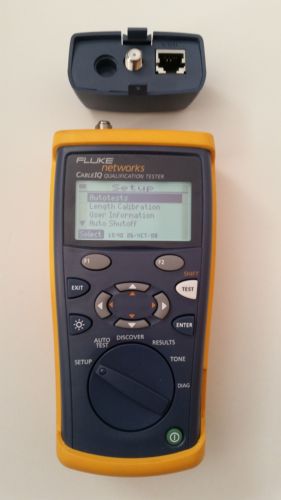 FLUKE
networks
CABLEIQ QUALIFICATION TESTER
Setup
Autotests
Length Calibration
User Information
Auto Shutoff
Select
F1
F2
SHIFT
EXIT
TEST
ENTER
AUTO TEST
DISCOVER
RESULTS
SETUP
TONE
DIAG